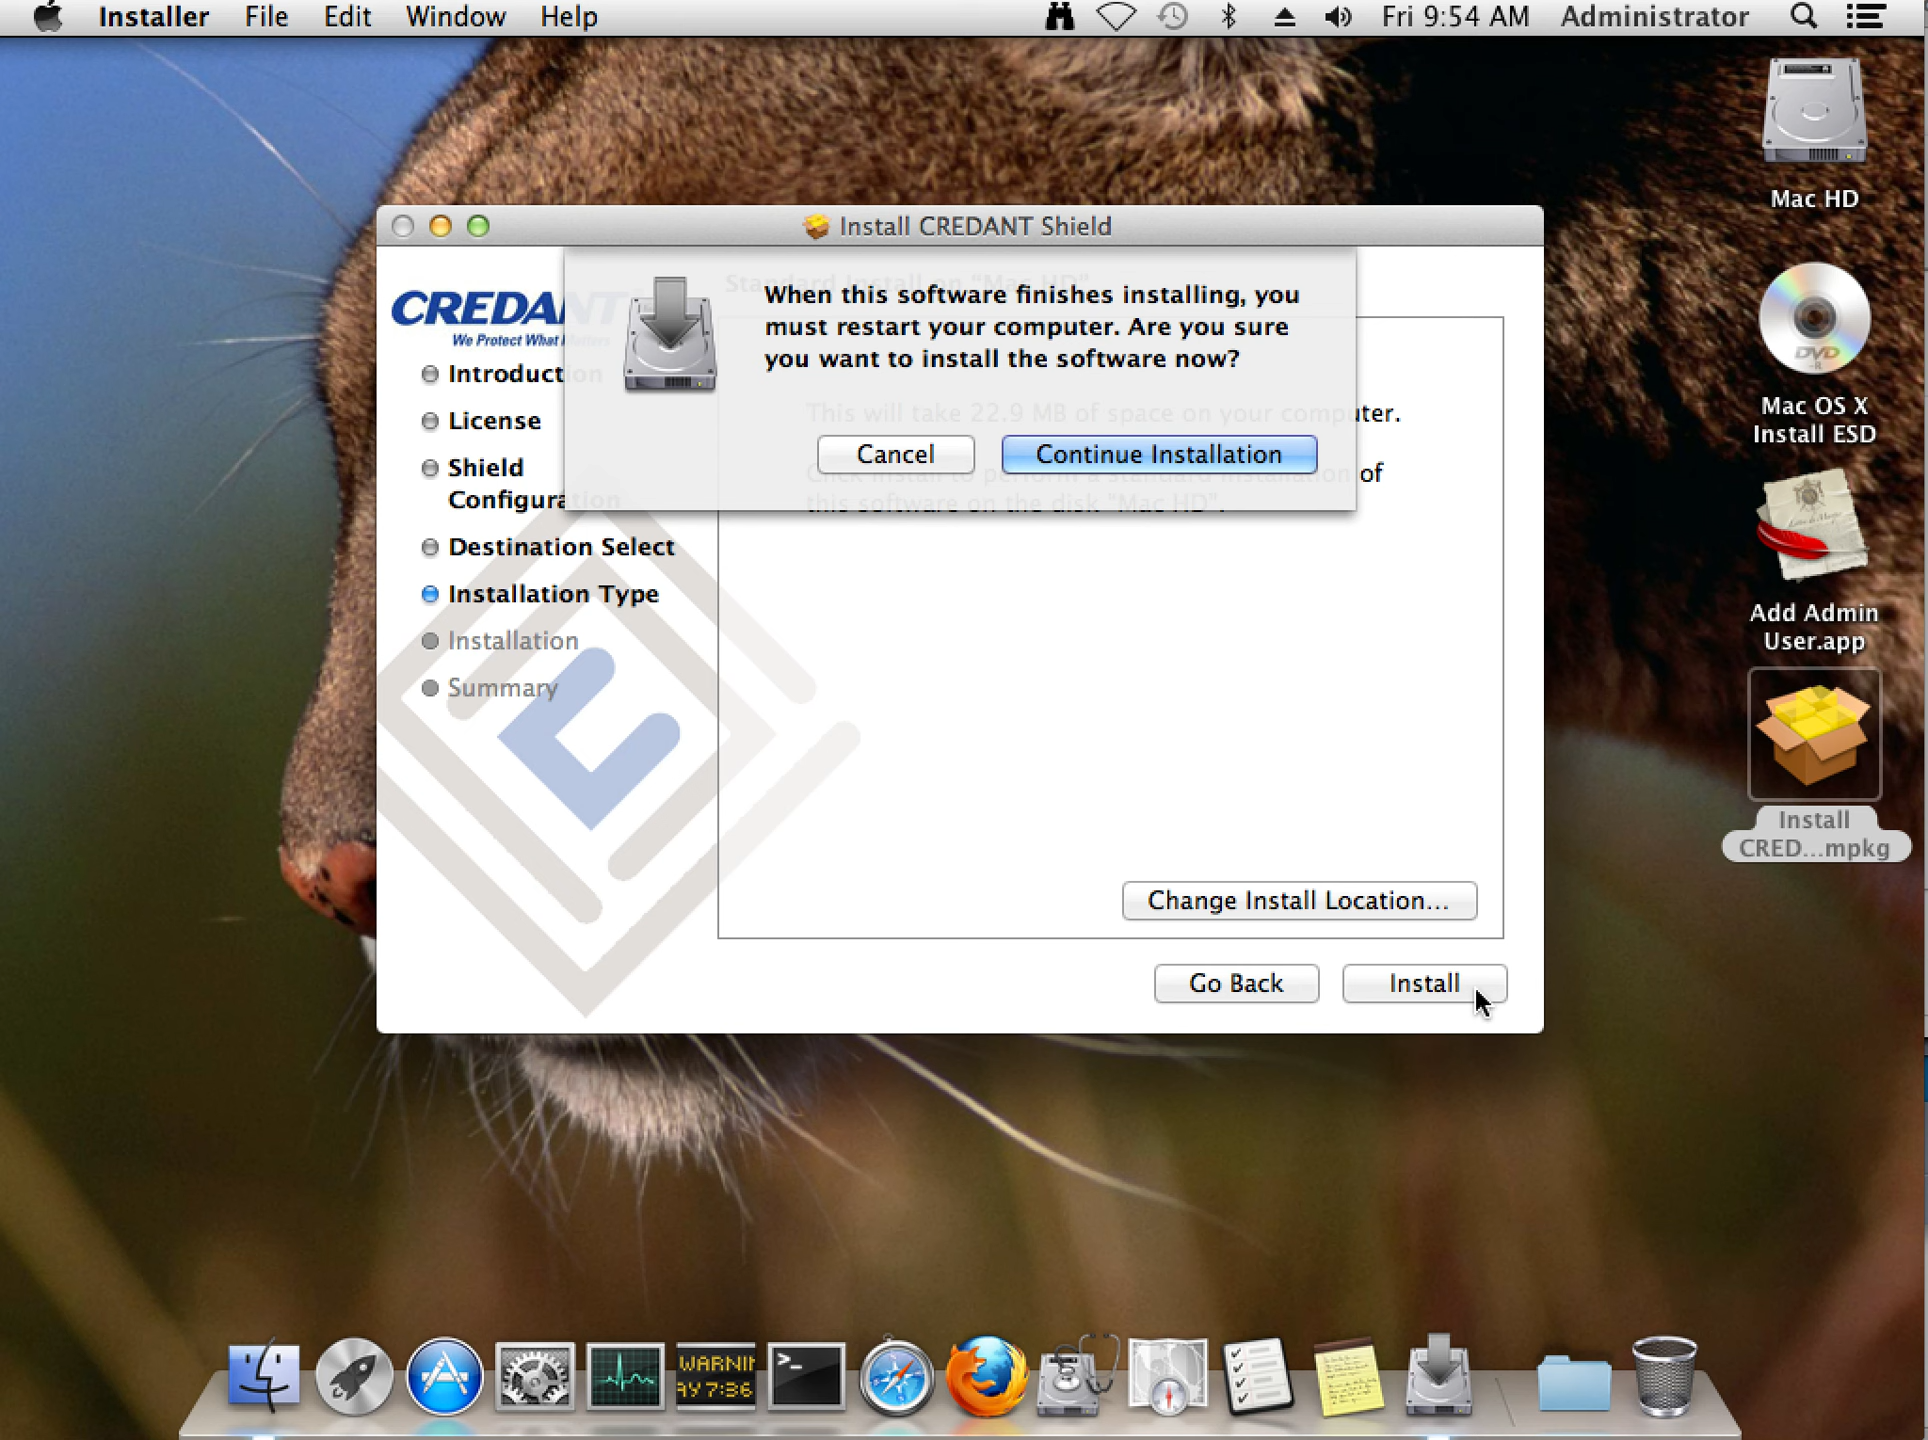 Installer File Edit Window Help Fri 9:54 AM Administrator
Mac HD
Install CREDANT Shield
Standard Install on "Mac HD"
CREDANT
We Protect What Matters
When this software finishes installing, you
must restart your computer. Are you sure
you want to install the software now?
Introduction
License
Shield
Configuration
Destination Select
Installation Type
Installation
Summary
This will take 22.9 MB of space on your computer.
Cancel Continue Installation
Click Install to perform a standard installation of
this software on the disk "Mac HD".
Change Install Location...
Go Back Install
DVD
-R
Mac OS X
Install ESD
Add Admin
User.app
Install
CRED...mpkg
WARNIN
AY 7:36
>_